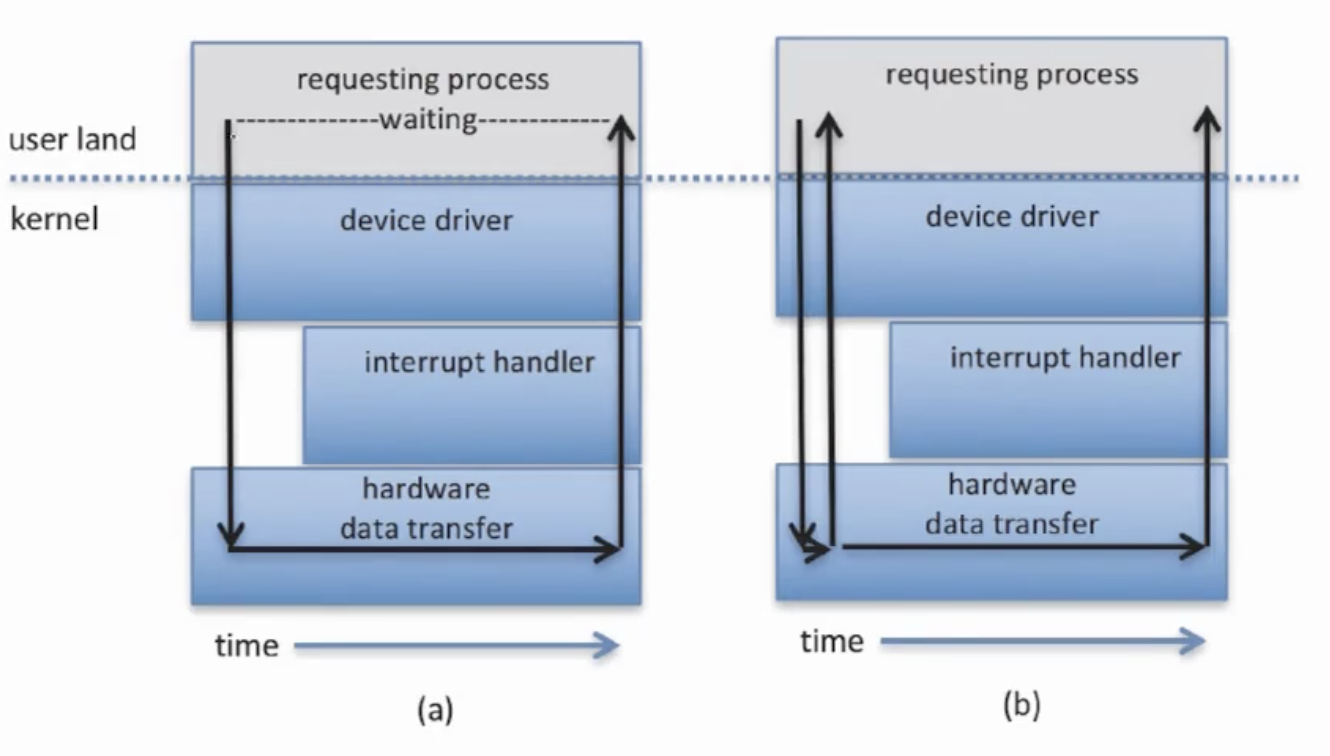 requesting process
waiting
user land
kernel
device driver
interrupt handler
hardware
data transfer
time
(a)
requesting process
device driver
interrupt handler
hardware
data transfer
time
(b)